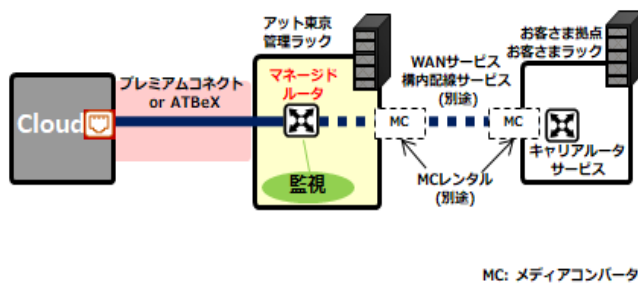 アット東京
管理ラック
お客さま拠点
お客さまラック
プレミアムコネクト
or ATBeX
マネージド
ルータ
WANサービス
構内配線サービス
(別途)
Cloud
MC
MC
監視
MCレンタル
(別途)
キャリアルータ
サービス
MC: メディアコンバータ